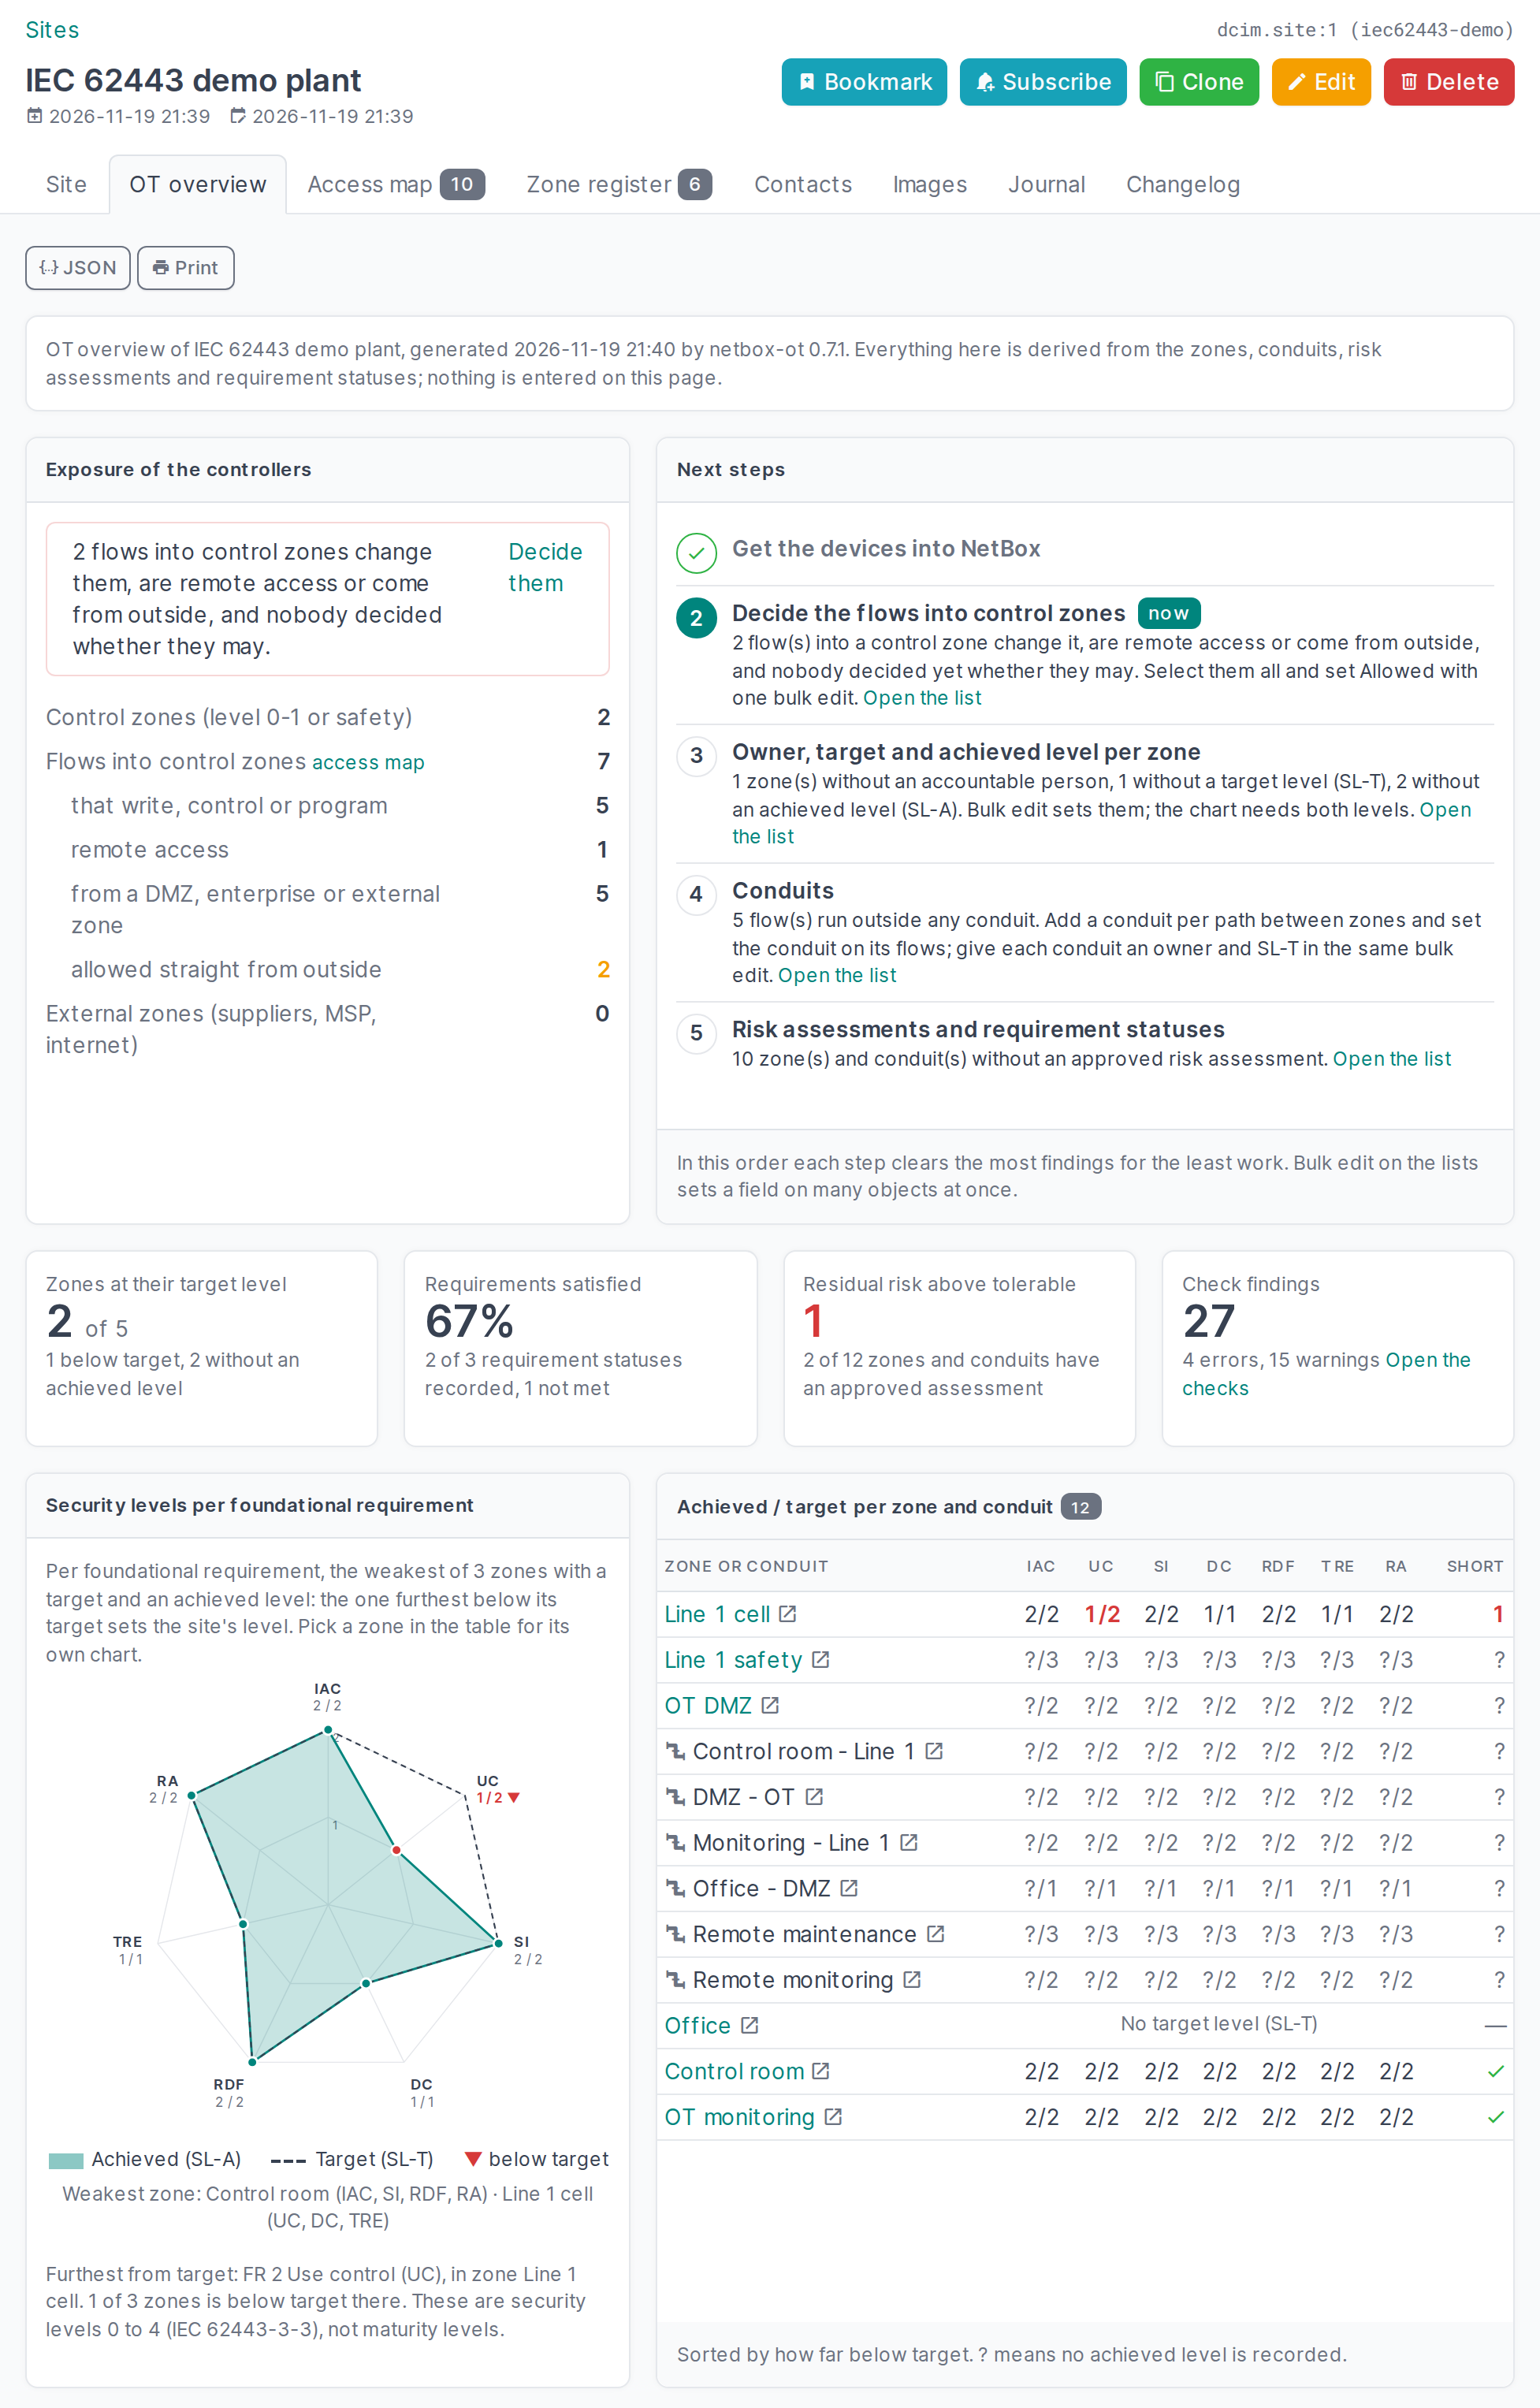 Sites
dcim.site:1 (iec62443-demo)
IEC 62443 demo plant
Bookmark
Subscribe
Clone
Edit
Delete
2026-11-19 21:39
2026-11-19 21:39
Site
OT overview
Access map 10
Zone register 6
Contacts
Images
Journal
Changelog
JSON
Print
OT overview of IEC 62443 demo plant, generated 2026-11-19 21:40 by netbox-ot 0.7.1. Everything here is derived from the zones, conduits, risk
assessments and requirement statuses; nothing is entered on this page.
Exposure of the controllers
2 flows into control zones change
them, are remote access or come
from outside, and nobody decided
whether they may.
Decide
them
Control zones (level 0-1 or safety) 2
Flows into control zones access map 7
that write, control or program 5
remote access 1
from a DMZ, enterprise or external 5
zone
allowed straight from outside 2
External zones (suppliers, MSP, 0
internet)
Next steps
Get the devices into NetBox
2 Decide the flows into control zones now
2 flow(s) into a control zone change it, are remote access or come from outside,
and nobody decided yet whether they may. Select them all and set Allowed with
one bulk edit. Open the list
3 Owner, target and achieved level per zone
1 zone(s) without an accountable person, 1 without a target level (SL-T), 2 without
an achieved level (SL-A). Bulk edit sets them; the chart needs both levels. Open
the list
4 Conduits
5 flow(s) run outside any conduit. Add a conduit per path between zones and set
the conduit on its flows; give each conduit an owner and SL-T in the same bulk
edit. Open the list
5 Risk assessments and requirement statuses
10 zone(s) and conduit(s) without an approved risk assessment. Open the list
In this order each step clears the most findings for the least work. Bulk edit on the lists
sets a field on many objects at once.
Zones at their target level
2 of 5
1 below target, 2 without an
achieved level
Requirements satisfied
67%
2 of 3 requirement statuses
recorded, 1 not met
Residual risk above tolerable
1
2 of 12 zones and conduits have
an approved assessment
Check findings
27
4 errors, 15 warnings Open the
checks
Security levels per foundational requirement
Per foundational requirement, the weakest of 3 zones with a
target and an achieved level: the one furthest below its
target sets the site's level. Pick a zone in the table for its
own chart.
IAC
2 / 2
2
RA
2 / 2
UC
1 / 2 ▼
1
TRE
1 / 1
SI
2 / 2
RDF
2 / 2
DC
1 / 1
Achieved (SL-A)
Target (SL-T)
▼ below target
Weakest zone: Control room (IAC, SI, RDF, RA) · Line 1 cell
(UC, DC, TRE)
Furthest from target: FR 2 Use control (UC), in zone Line 1
cell. 1 of 3 zones is below target there. These are security
levels 0 to 4 (IEC 62443-3-3), not maturity levels.
Achieved / target per zone and conduit 12
ZONE OR CONDUIT IAC UC SI DC RDF TRE RA SHORT
Line 1 cell 2/2 1/2 2/2 1/1 2/2 1/1 2/2 1
Line 1 safety ?/3 ?/3 ?/3 ?/3 ?/3 ?/3 ?/3 ?
OT DMZ ?/2 ?/2 ?/2 ?/2 ?/2 ?/2 ?/2 ?
Control room - Line 1 ?/2 ?/2 ?/2 ?/2 ?/2 ?/2 ?/2 ?
DMZ - OT ?/2 ?/2 ?/2 ?/2 ?/2 ?/2 ?/2 ?
Monitoring - Line 1 ?/2 ?/2 ?/2 ?/2 ?/2 ?/2 ?/2 ?
Office - DMZ ?/1 ?/1 ?/1 ?/1 ?/1 ?/1 ?/1 ?
Remote maintenance ?/3 ?/3 ?/3 ?/3 ?/3 ?/3 ?/3 ?
Remote monitoring ?/2 ?/2 ?/2 ?/2 ?/2 ?/2 ?/2 ?
Office No target level (SL-T) —
Control room 2/2 2/2 2/2 2/2 2/2 2/2 2/2 ✓
OT monitoring 2/2 2/2 2/2 2/2 2/2 2/2 2/2 ✓
Sorted by how far below target. ? means no achieved level is recorded.